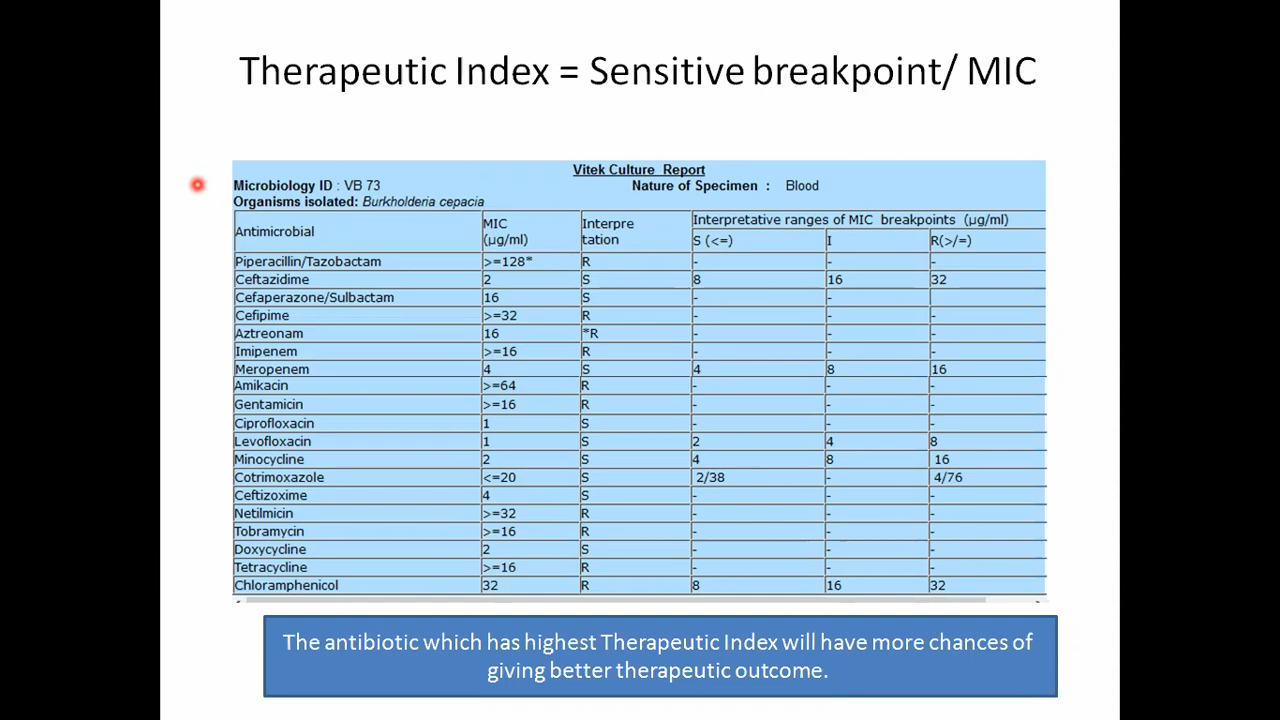 Therapeutic Index = Sensitive breakpoint/ MIC
Vitek Culture Report
Microbiology ID : VB 73 Nature of Specimen : Blood
Organisms isolated: Burkholderia cepacia
Antimicrobial MIC (µg/ml) Interpre tation Interpretative ranges of MIC breakpoints (µg/ml)
S (<=) I R(>/=)
Piperacillin/Tazobactam >=128* R - - -
Ceftazidime 2 S 8 16 32
Cefaperazone/Sulbactam 16 S - -
Cefipime >=32 R - - -
Aztreonam 16 *R - - -
Imipenem >=16 R - - -
Meropenem 4 S 4 8 16
Amikacin >=64 R - - -
Gentamicin >=16 R - - -
Ciprofloxacin 1 S - - -
Levofloxacin 1 S 2 4 8
Minocycline 2 S 4 8 16
Cotrimoxazole <=20 S 2/38 - 4/76
Ceftizoxime 4 S - - -
Netilmicin >=32 R - - -
Tobramycin >=16 R - - -
Doxycycline 2 S - - -
Tetracycline >=16 R - - -
Chloramphenicol 32 R 8 16 32
The antibiotic which has highest Therapeutic Index will have more chances of
giving better therapeutic outcome.